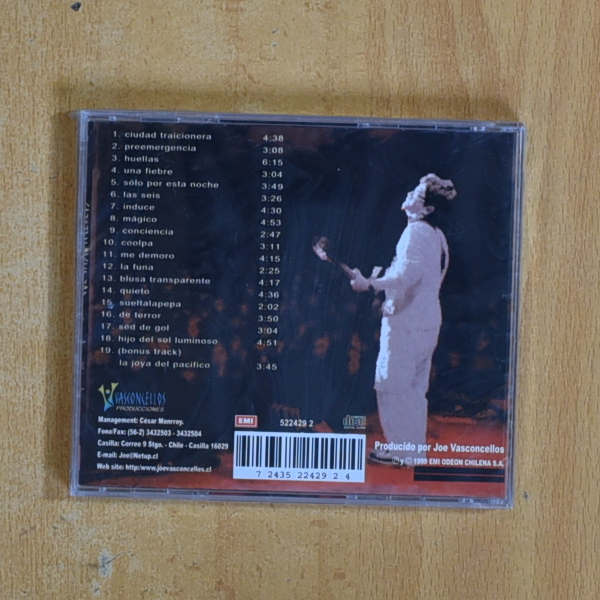 1. ciudad traicionera 4:38
2. preemergencia 3:08
3. huellas 6:15
4. una fiebre 3:04
5. sólo por esta noche 3:49
6. las seis 3:26
7. induce 4:30
8. mágico 4:53
9. conciencia 2:47
10. coolpa 3:11
11. me demoro 4:15
12. la funa 2:25
13. blusa transparente 4:17
14. quieto 4:36
15. sueltalapepa 2:02
16. de terror 3:50
17. sed de gol 3:04
18. hijo del sol luminoso 4:51
19. (bonus track)
la joya del pacífico 3:45
VASCONCELLOS
PRODUCCIONES
Management: César Monrroy.
Fono/Fax: (56-2) 3432503 - 3432504
Casilla: Correo 9 Stgo. - Chile - Casilla 16029
E-mail: Joe@Netup.cl
Web site: http:www.joevasconcellos.cl
EMI
522429 2
7 24352 24292 4
Producido por Joe Vasconcellos
EMI ODEON CHILENA S.A.